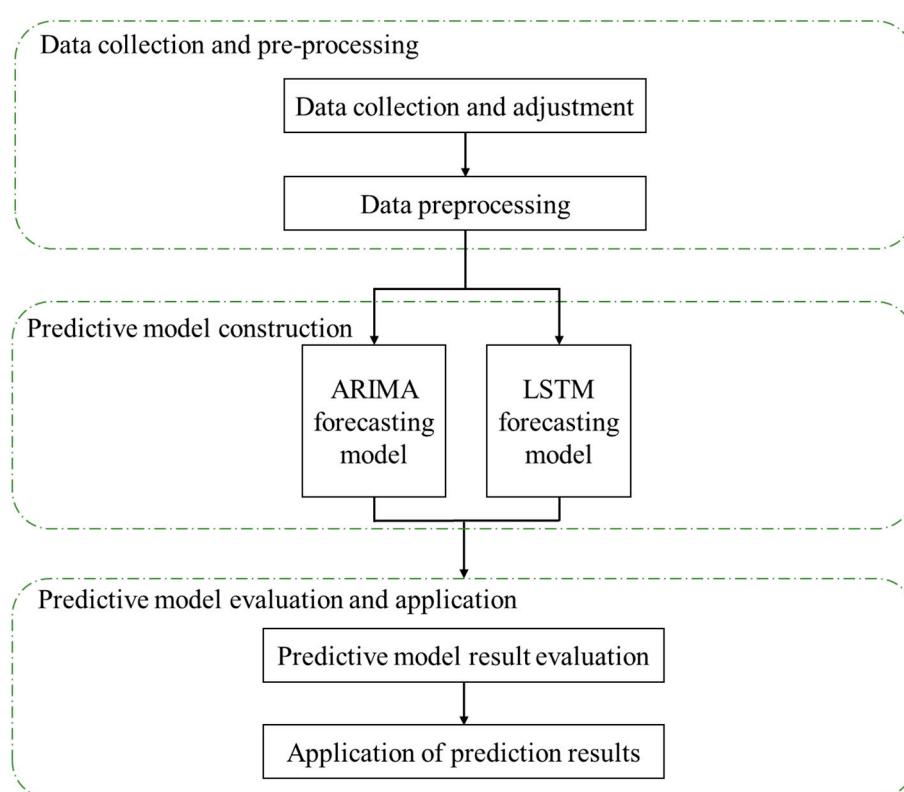 Data collection and pre-processing
Data collection and adjustment
Data preprocessing
Predictive model construction
ARIMA
forecasting
model
LSTM
forecasting
model
Predictive model evaluation and application
Predictive model result evaluation
Application of prediction results